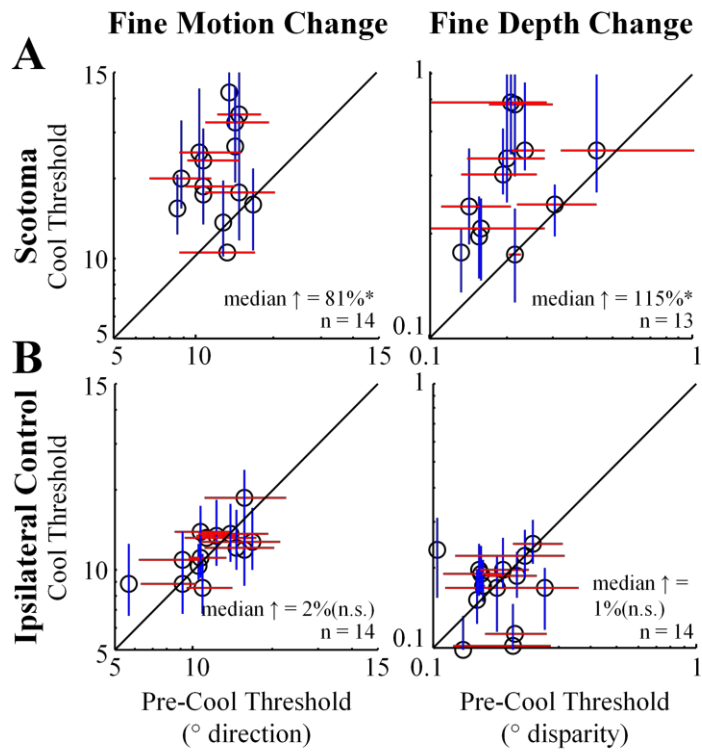 Fine Motion Change
Fine Depth Change
A
Scotoma
Cool Threshold
15
10
5
median ↑ = 81%*
n = 14
5
10
15
1
0.1
median ↑ = 115%*
n = 13
0.1
1
B
Ipsilateral Control
Cool Threshold
15
10
5
median ↑ = 2%(n.s.)
n = 14
5
10
15
1
0.1
median ↑ =
1%(n.s.)
n = 14
0.1
1
Pre-Cool Threshold
(° direction)
Pre-Cool Threshold
(° disparity)